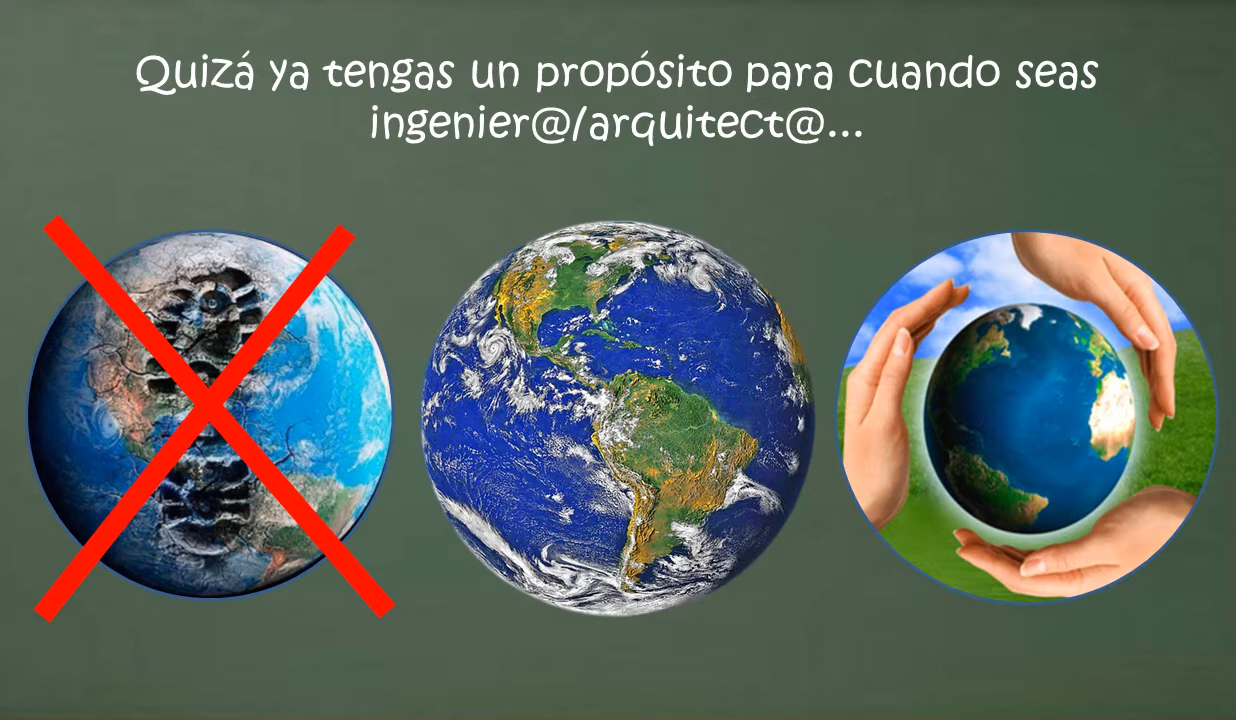 Quizá ya tengas un propósito para cuando seas
ingenier@/arquitect@...